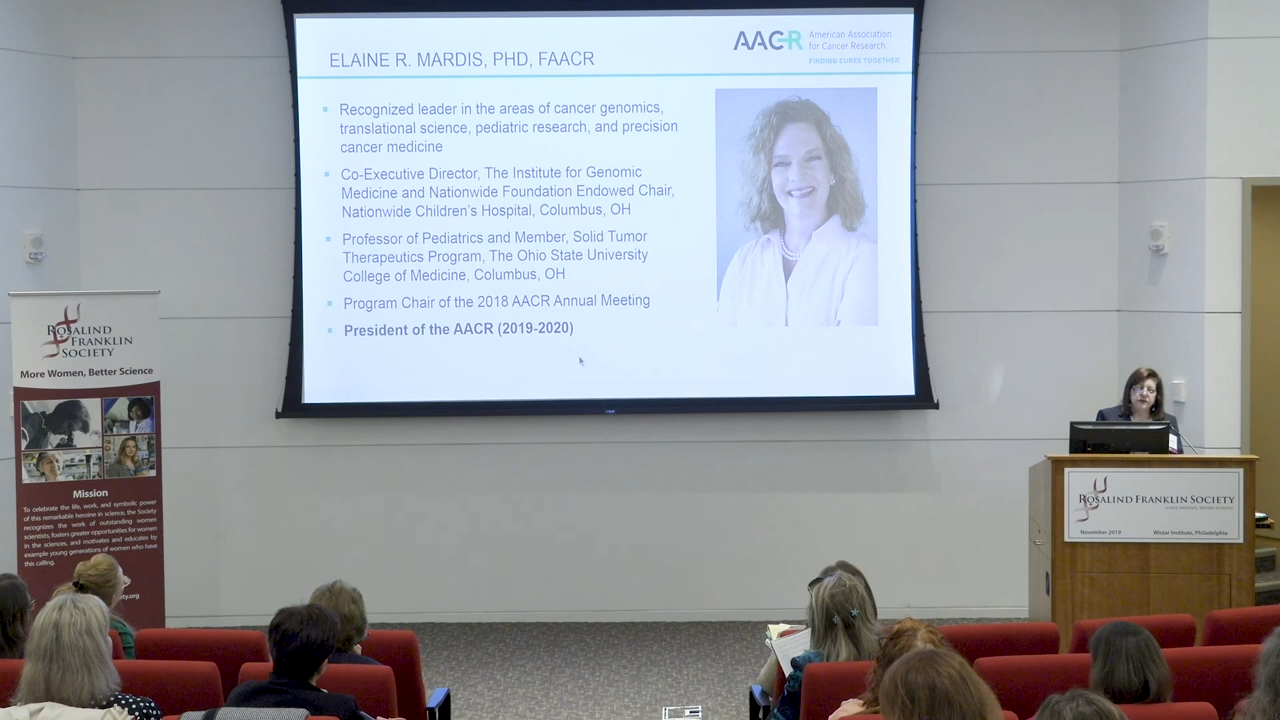 ELAINE R. MARDIS, PHD, FAACR
AACR American Association
for Cancer Research
FINDING CURES TOGETHER
Recognized leader in the areas of cancer genomics,
translational science, pediatric research, and precision
cancer medicine
Co-Executive Director, The Institute for Genomic
Medicine and Nationwide Foundation Endowed Chair,
Nationwide Children's Hospital, Columbus, OH
Professor of Pediatrics and Member, Solid Tumor
Therapeutics Program, The Ohio State University
College of Medicine, Columbus, OH
Program Chair of the 2018 AACR Annual Meeting
President of the AACR (2019-2020)
ROSALIND
FRANKLIN
SOCIETY
More Women, Better Science
Mission
To celebrate the life, work, and symbolic power
of this remarkable heroine in science, the Society
recognizes the work of outstanding women
scientists, fosters greater opportunities for women
in the sciences, and motivates and educates by
example young generations of women who have
this calling.
ROSALIND FRANKLIN SOCIETY
more women, better science
November 2019 Wistar Institute, Philadelphia